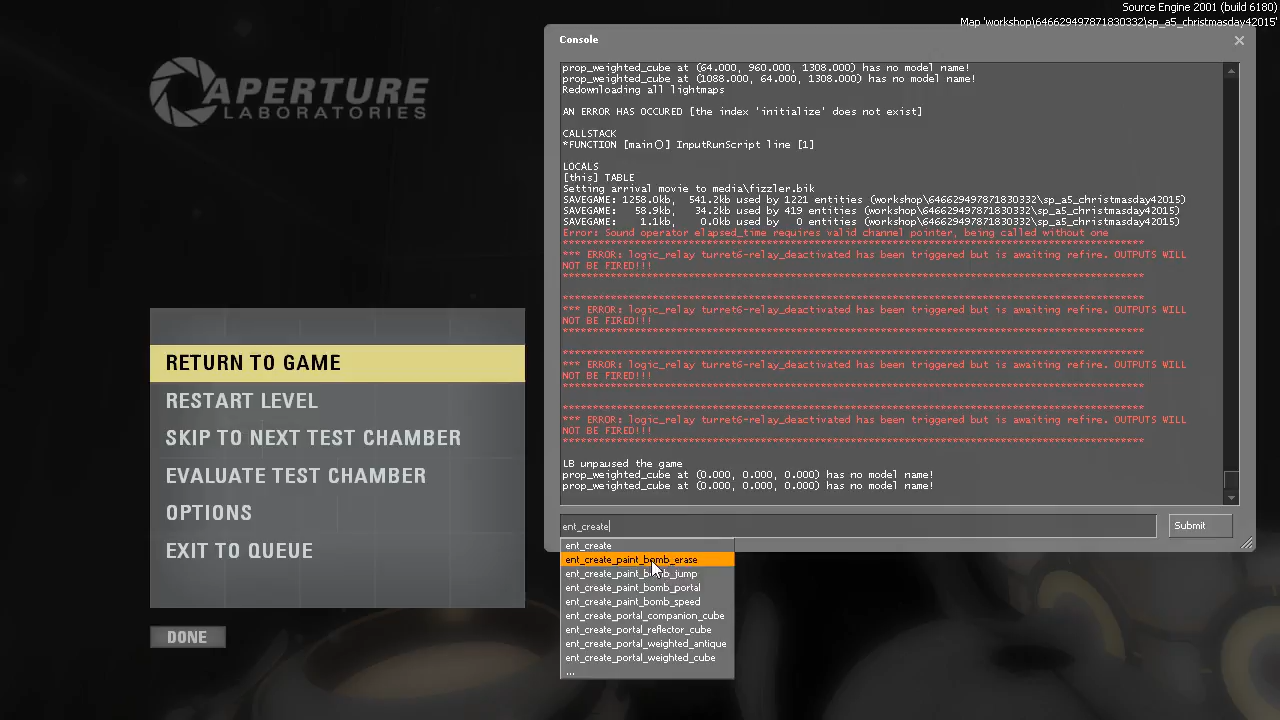 Source Engine 2001 (build 6180)
Map 'workshop\646629497871830332\sp_a5_christmasday42015'
APERTURE
LABORATORIES
RETURN TO GAME
RESTART LEVEL
SKIP TO NEXT TEST CHAMBER
EVALUATE TEST CHAMBER
OPTIONS
EXIT TO QUEUE
DONE
Console
prop_weighted_cube at (64.000, 960.000, 1308.000) has no model name!
prop_weighted_cube at (1088.000, 64.000, 1308.000) has no model name!
Redownloading all lightmaps
AN ERROR HAS OCCURED [the index 'initialize' does not exist]
CALLSTACK
*FUNCTION [main()] InputRunScript line [1]
LOCALS
[this] TABLE
Setting arrival movie to media\fizzler.bik
SAVEGAME: 1258.0kb,  541.2kb used by 1221 entities (workshop\646629497871830332\sp_a5_christmasday42015)
SAVEGAME:   58.9kb,   34.2kb used by 419 entities (workshop\646629497871830332\sp_a5_christmasday42015)
SAVEGAME:    1.1kb,    0.0kb used by   0 entities (workshop\646629497871830332\sp_a5_christmasday42015)
Error: Sound operator elapsed_time requires valid channel pointer, being called without one
*************************************************************************************************
*** ERROR: logic_relay turret6-relay_deactivated has been triggered but is awaiting refire. OUTPUTS WILL
NOT BE FIRED!!!
*************************************************************************************************
*************************************************************************************************
*** ERROR: logic_relay turret6-relay_deactivated has been triggered but is awaiting refire. OUTPUTS WILL
NOT BE FIRED!!!
*************************************************************************************************
*************************************************************************************************
*** ERROR: logic_relay turret6-relay_deactivated has been triggered but is awaiting refire. OUTPUTS WILL
NOT BE FIRED!!!
*************************************************************************************************
*************************************************************************************************
*** ERROR: logic_relay turret6-relay_deactivated has been triggered but is awaiting refire. OUTPUTS WILL
NOT BE FIRED!!!
*************************************************************************************************
LB unpaused the game
prop_weighted_cube at (0.000, 0.000, 0.000) has no model name!
prop_weighted_cube at (0.000, 0.000, 0.000) has no model name!
ent_create
Submit
ent_create
ent_create_paint_bomb_erase
ent_create_paint_bomb_jump
ent_create_paint_bomb_portal
ent_create_paint_bomb_speed
ent_create_portal_companion_cube
ent_create_portal_reflector_cube
ent_create_portal_weighted_antique
ent_create_portal_weighted_cube
...